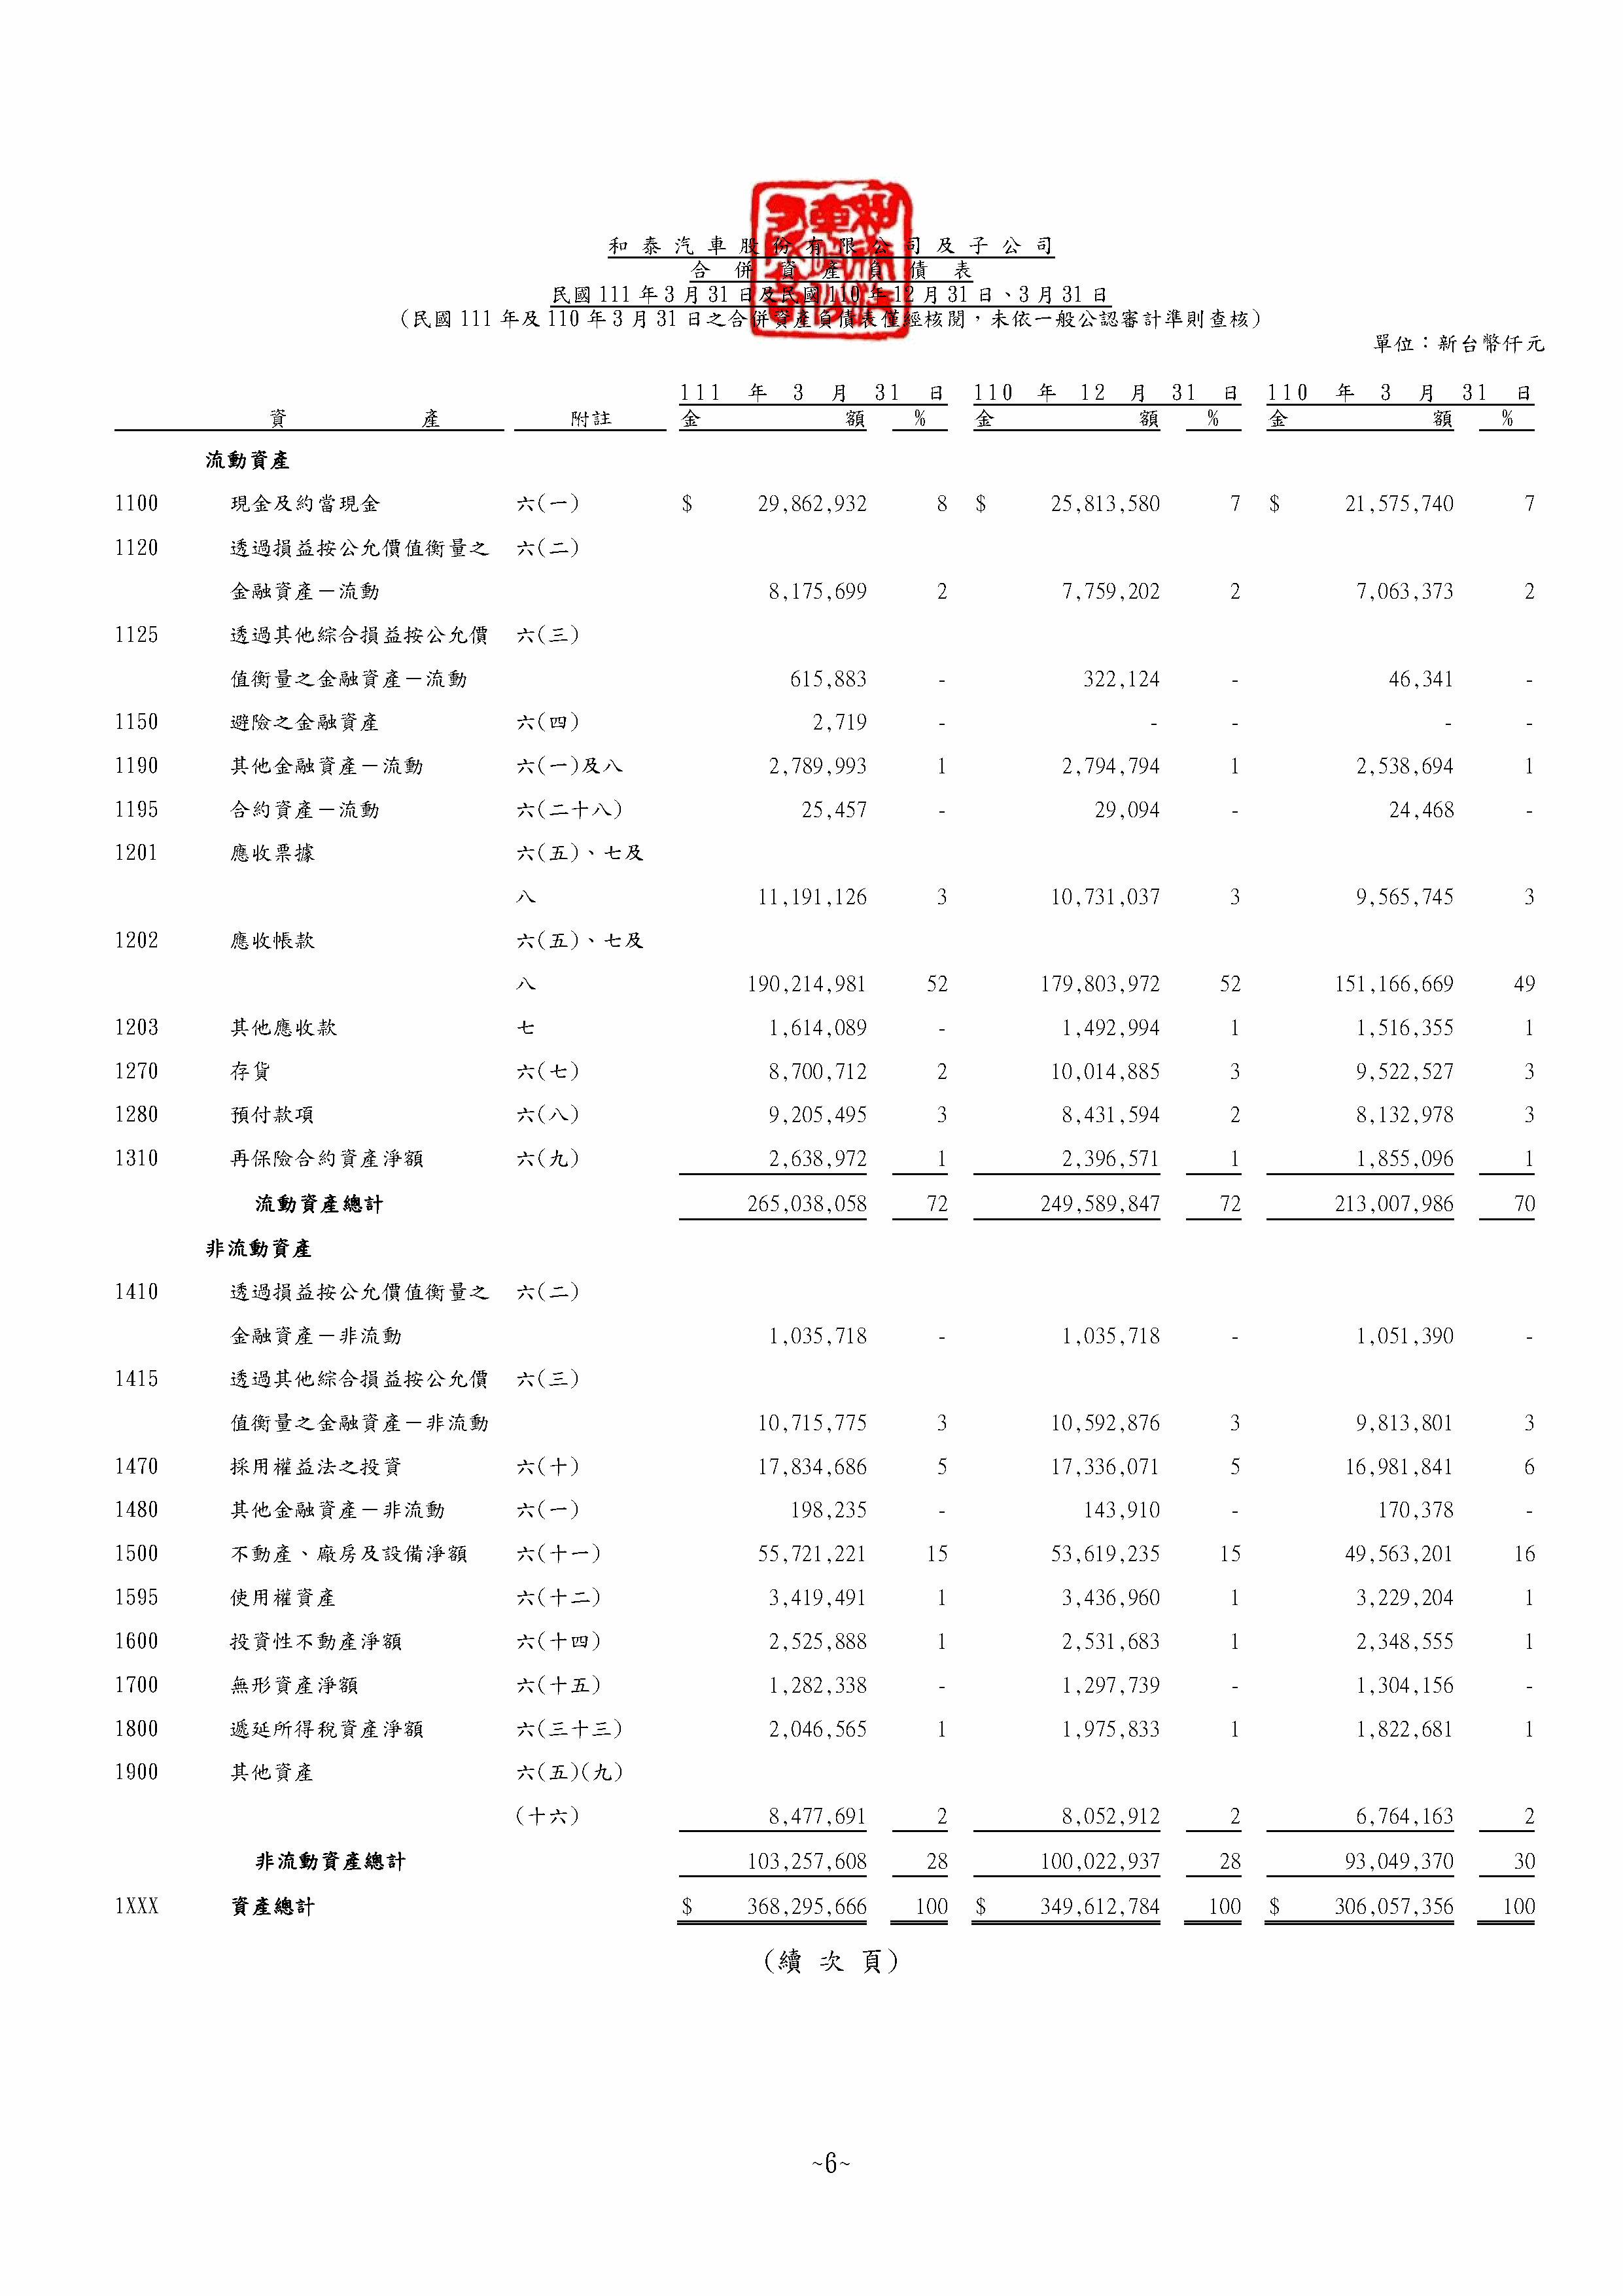 和泰汽車股份有限公司及子公司
合併資產負債表
民國111年3月31日及民國110年12月31日、3月31日
(民國111年及110年3月31日之合併資產負債表僅經核閱，未依一般公認審計準則查核)
單位：新台幣仟元
111 年 3 月 31 日 110 年 12 月 31 日 110 年 3 月 31 日
資 產 附註 金 額 % 金 額 % 金 額 %
流動資產
1100 現金及約當現金 六(一) $ 29,862,932 8 $ 25,813,580 7 $ 21,575,740 7
1120 透過損益按公允價值衡量之 六(二)
金融資產－流動 8,175,699 2 7,759,202 2 7,063,373 2
1125 透過其他綜合損益按公允價 六(三)
值衡量之金融資產－流動 615,883 - 322,124 - 46,341 -
1150 避險之金融資產 六(四) 2,719 - - - - -
1190 其他金融資產－流動 六(一)及八 2,789,993 1 2,794,794 1 2,538,694 1
1195 合約資產－流動 六(二十八) 25,457 - 29,094 - 24,468 -
1201 應收票據 六(五)、七及
八 11,191,126 3 10,731,037 3 9,565,745 3
1202 應收帳款 六(五)、七及
八 190,214,981 52 179,803,972 52 151,166,669 49
1203 其他應收款 七 1,614,089 - 1,492,994 1 1,516,355 1
1270 存貨 六(七) 8,700,712 2 10,014,885 3 9,522,527 3
1280 預付款項 六(八) 9,205,495 3 8,431,594 2 8,132,978 3
1310 再保險合約資產淨額 六(九) 2,638,972 1 2,396,571 1 1,855,096 1
流動資產總計 265,038,058 72 249,589,847 72 213,007,986 70
非流動資產
1410 透過損益按公允價值衡量之 六(二)
金融資產－非流動 1,035,718 - 1,035,718 - 1,051,390 -
1415 透過其他綜合損益按公允價 六(三)
值衡量之金融資產－非流動 10,715,775 3 10,592,876 3 9,813,801 3
1470 採用權益法之投資 六(十) 17,834,686 5 17,336,071 5 16,981,841 6
1480 其他金融資產－非流動 六(一) 198,235 - 143,910 - 170,378 -
1500 不動產、廠房及設備淨額 六(十一) 55,721,221 15 53,619,235 15 49,563,201 16
1595 使用權資產 六(十二) 3,419,491 1 3,436,960 1 3,229,204 1
1600 投資性不動產淨額 六(十四) 2,525,888 1 2,531,683 1 2,348,555 1
1700 無形資產淨額 六(十五) 1,282,338 - 1,297,739 - 1,304,156 -
1800 遞延所得稅資產淨額 六(三十三) 2,046,565 1 1,975,833 1 1,822,681 1
1900 其他資產 六(五)(九)
(十六) 8,477,691 2 8,052,912 2 6,764,163 2
非流動資產總計 103,257,608 28 100,022,937 28 93,049,370 30
1XXX 資產總計 $ 368,295,666 100 $ 349,612,784 100 $ 306,057,356 100
(續次頁)
~6~